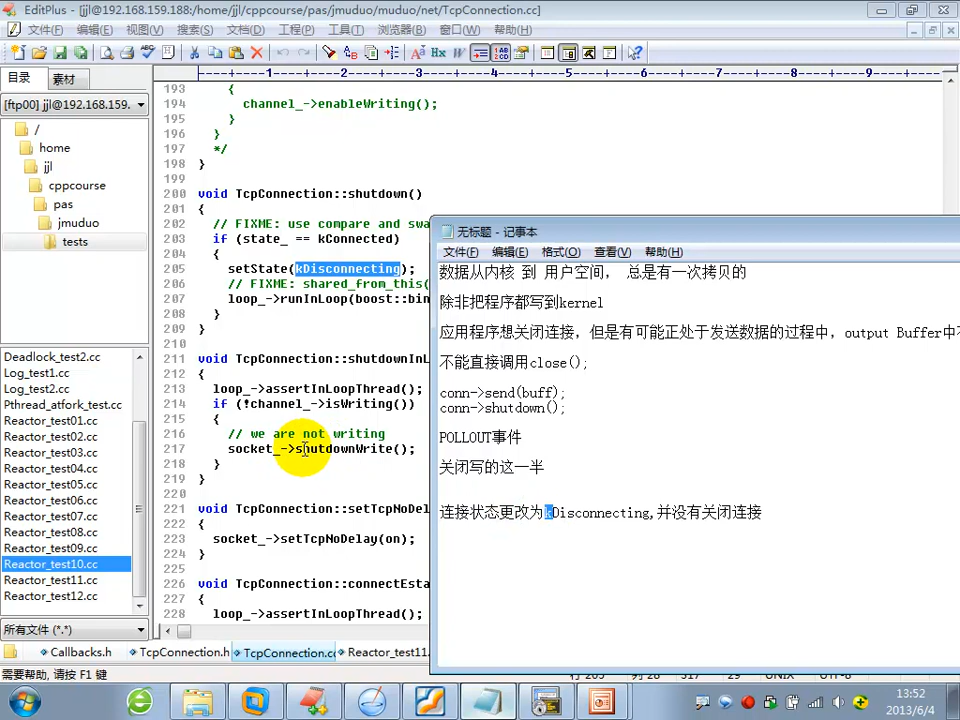 EditPlus - [jjl@192.168.159.188:/home/jjl/cppcourse/pas/jmuduo/muduo/net/TcpConnection.cc]
文件(F) 编辑(E) 视图(V) 搜索(S) 文档(D) 工程(P) 工具(T) 浏览器(B) 窗口(W) 帮助(H)
目录 素材
----+----1----+----2----+----3----+----4----+----5----+----6----+----7----+----8----+----9----+--
[ftp00] jjl@192.168.159.
/
home
jjl
cppcourse
pas
jmuduo
tests
Deadlock_test2.cc
Log_test1.cc
Log_test2.cc
Pthread_atfork_test.cc
Reactor_test01.cc
Reactor_test02.cc
Reactor_test03.cc
Reactor_test04.cc
Reactor_test05.cc
Reactor_test06.cc
Reactor_test07.cc
Reactor_test08.cc
Reactor_test09.cc
Reactor_test10.cc
Reactor_test11.cc
Reactor_test12.cc
所有文件 (*.*)
193 {
194 channel_->enableWriting();
195 }
196 }
197 */
198 }
199
200 void TcpConnection::shutdown()
201 {
202 // FIXME: use compare and swa
203 if (state_ == kConnected)
204 {
205 setState(kDisconnecting);
206 // FIXME: shared_from_this(
207 loop_->runInLoop(boost::bin
208 }
209 }
210
211 void TcpConnection::shutdownInL
212 {
213 loop_->assertInLoopThread();
214 if (!channel_->isWriting())
215 {
216 // we are not writing
217 socket_->shutdownWrite();
218 }
219 }
220
221 void TcpConnection::setTcpNoDel
222 {
223 socket_->setTcpNoDelay(on);
224 }
225
226 void TcpConnection::connectEsta
227 {
228 loop_->assertInLoopThread();
无标题 - 记事本
文件(F) 编辑(E) 格式(O) 查看(V) 帮助(H)
数据从内核 到 用户空间, 总是有一次拷贝的
除非把程序都写到kernel
应用程序想关闭连接,但是有可能正处于发送数据的过程中,output Buffer中
不能直接调用close();
conn->send(buff);
conn->shutdown();
POLLOUT事件
关闭写的这一半
连接状态更改为kDisconnecting,并没有关闭连接
Callbacks.h TcpConnection.h TcpConnection.cc Reactor_test11.
需要帮助, 请按 F1 键
13:52
2013/6/4